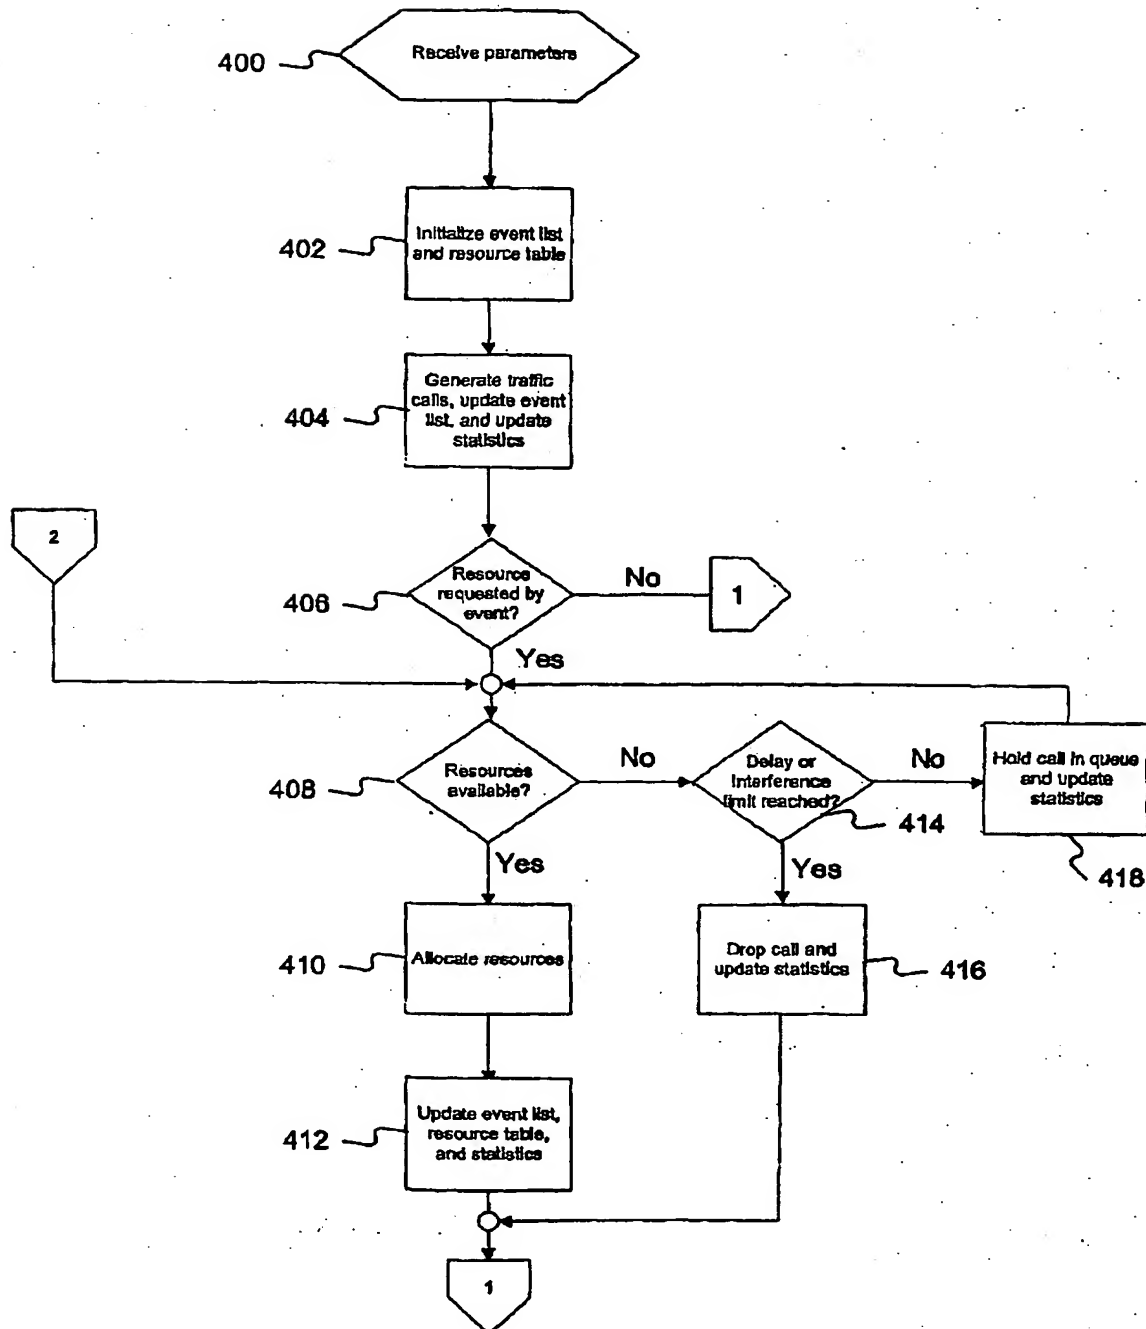 Receive parameters
400
Initialize event list
and resource table
402
Generate traffic
calls, update event
list, and update
statistics
404
2
Resource
requested by
event?
406
No
1
Yes
Resources
available?
408
No
Delay or
Interference
limit reached?
414
No
Hold call in queue
and update
statistics
418
Yes
Yes
Allocate resources
410
Drop call and
update statistics
416
Update event list,
resource table,
and statistics
412
1